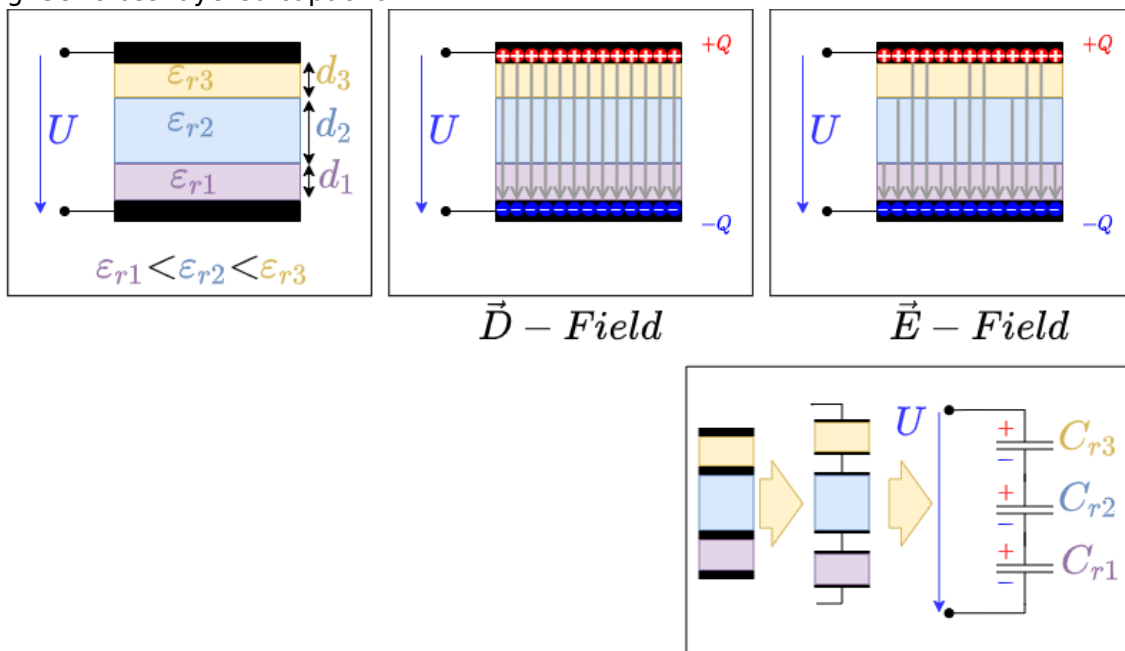 U
εr3
d3
εr2
d2
εr1
d1
εr1<εr2<εr3
U
+Q
−Q
U
+Q
−Q
D⃗ − Field
E⃗ − Field
U
+
−
Cr3
+
−
Cr2
+
−
Cr1